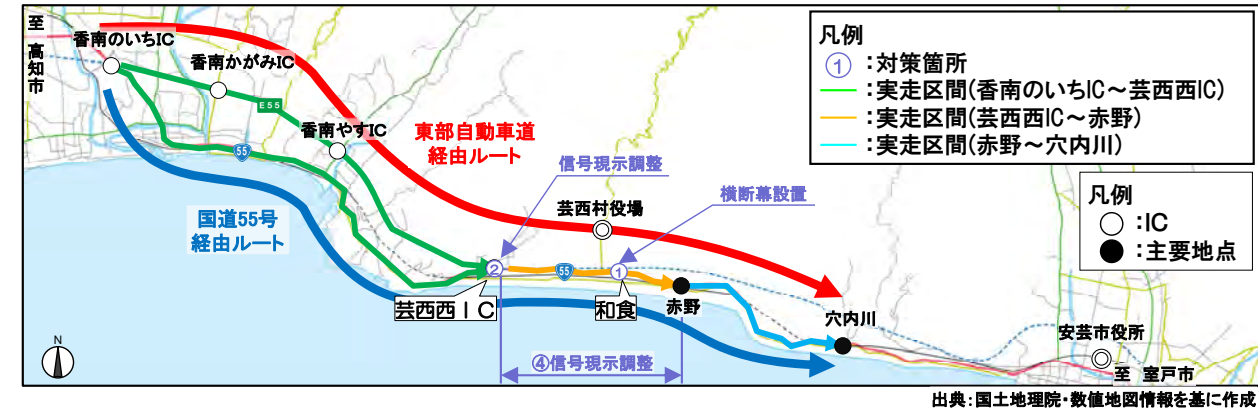 至
高知市
香南のいちIC
香南かがみIC
E55
香南やすIC
55
東部自動車道
経由ルート
国道55号
経由ルート
信号現示調整
横断幕設置
芸西村役場
②
55
①
芸西西IC
和食
赤野
④信号現示調整
穴内川
安芸市役所
至 室戸市
N
凡例
①:対策箇所
:実走区間(香南のいちIC～芸西西IC)
:実走区間(芸西西IC～赤野)
:実走区間(赤野～穴内川)
凡例
:IC
:主要地点
出典:国土地理院・数値地図情報を基に作成